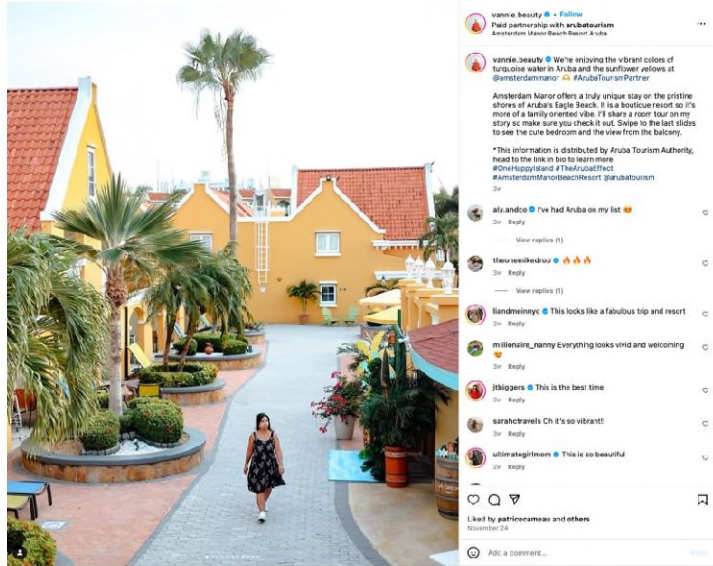 vannie.beauty • Follow
Paid partnership with arubatourism
Amsterdam Manor Beach Resort Aruba
vannie.beauty We're enjoying the vibrant colors of
turquoise water in Aruba and the sunflower yellows at
@amsterdammanor #ArubaTourismPartner
Amsterdam Manor offers a truly unique stay on the pristine
shores of Aruba's Eagle Beach. It is a boutique resort so it's
more of a family oriented vibe. I'll share a room tour on my
story so make sure you check it out. Swipe to the last slides
to see the cute bedroom and the view from the balcony.
*This information is distributed by Aruba Tourism Authority,
head to the link in bio to learn more
#OneHappyIsland #TheArubaEffect
#AmsterdamManorBeachResort @arubatourism
3w
I've had Aruba on my list 😍
3w Reply
View replies (1)
🔥🔥🔥
3w Reply
View replies (1)
liandmeinnyc This looks like a fabulous trip and resort
3w Reply
millionaire_nanny Everything looks vivid and welcoming
😍
3w Reply
jtbiggers This is the best time
3w Reply
sarahctravels Oh it's so vibrant!!
3w Reply
ultimategirlmom This is so beautiful
2w Reply
Liked by patricecameau and others
November 24
Add a comment...
Post